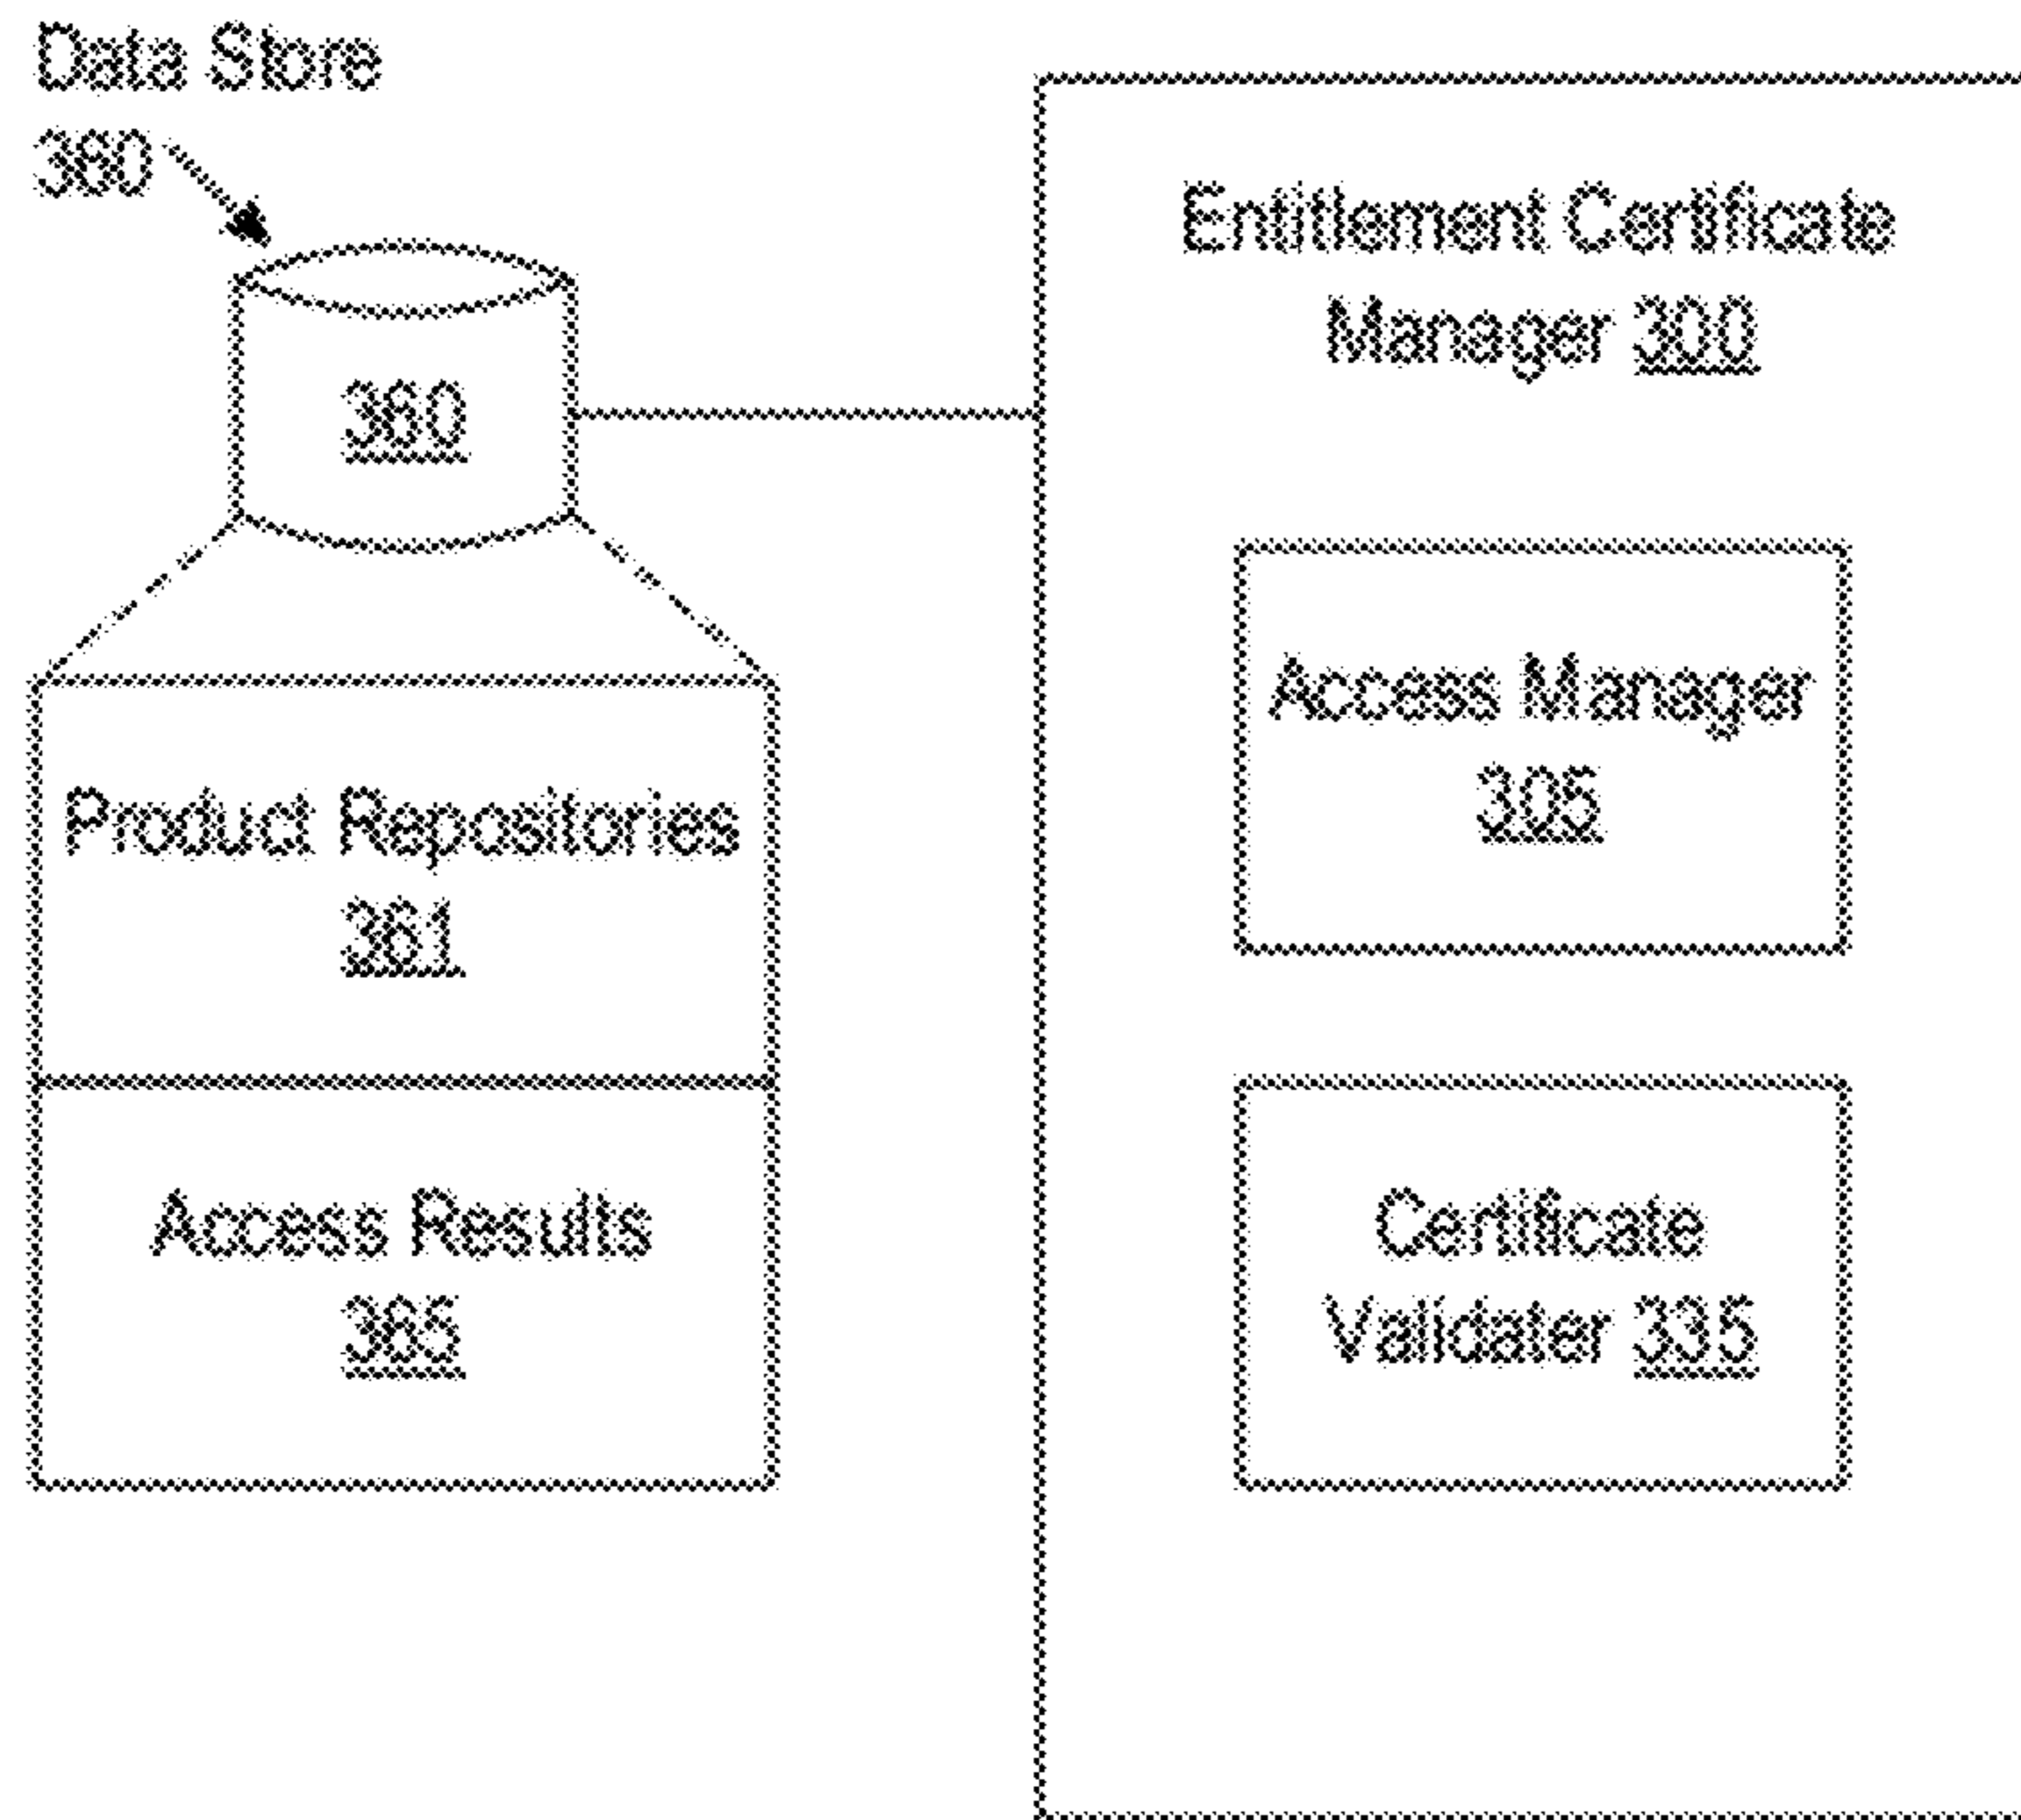 Data Store
380
360
Product Repositories
361
Access Results
365
Entitlement Certificate
Manager 300
Access Manager
305
Certificate
Validater 335